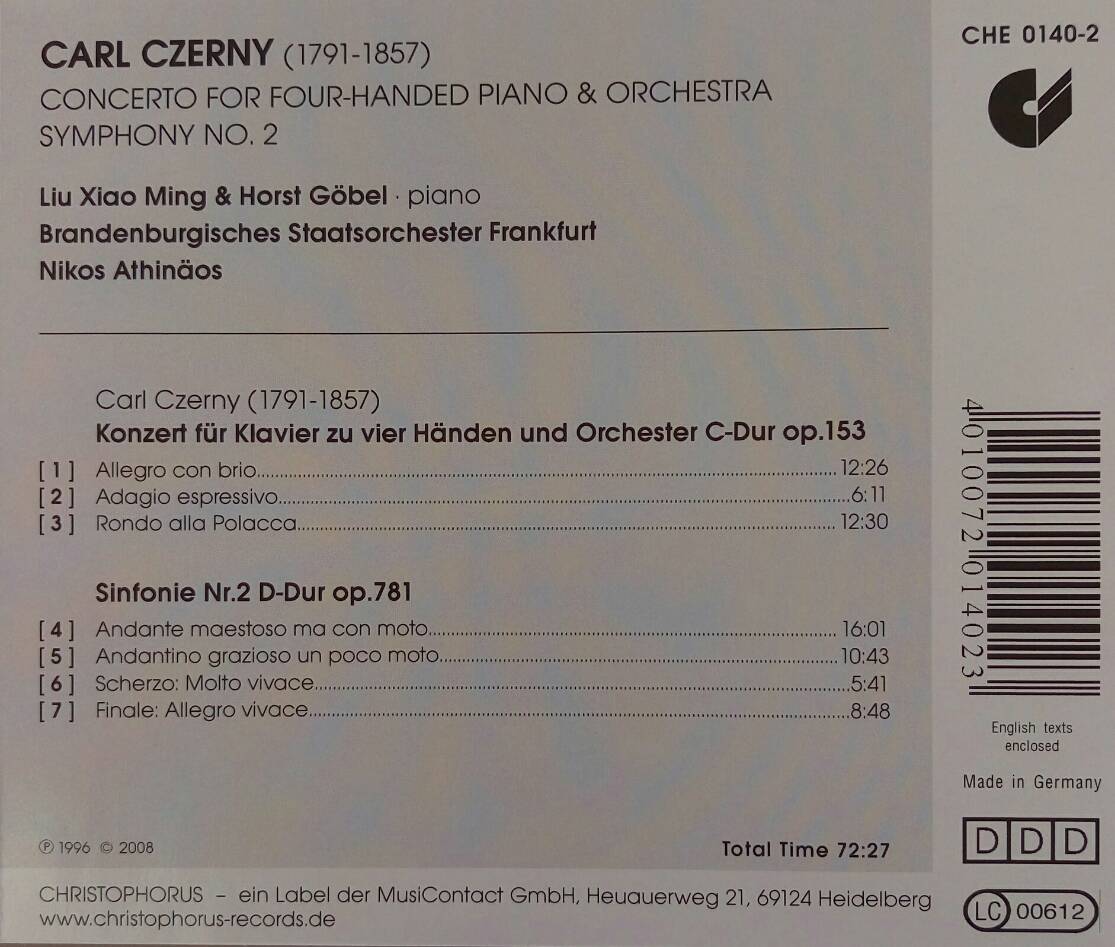 CARL CZERNY (1791-1857)
CONCERTO FOR FOUR-HANDED PIANO & ORCHESTRA
SYMPHONY NO. 2
Liu Xiao Ming & Horst Göbel · piano
Brandenburgisches Staatsorchester Frankfurt
Nikos Athinäos
Carl Czerny (1791-1857)
Konzert für Klavier zu vier Händen und Orchester C-Dur op.153
[ 1 ] Allegro con brio 12:26
[ 2 ] Adagio espressivo 6:11
[ 3 ] Rondo alla Polacca 12:30
Sinfonie Nr.2 D-Dur op.781
[ 4 ] Andante maestoso ma con moto 16:01
[ 5 ] Andantino grazioso un poco moto 10:43
[ 6 ] Scherzo: Molto vivace 5:41
[ 7 ] Finale: Allegro vivace 8:48
℗ 1996 © 2008
Total Time 72:27
CHRISTOPHORUS – ein Label der MusiContact GmbH, Heuauerweg 21, 69124 Heidelberg
www.christophorus-records.de
CHE 0140-2
4 010072 014023
English texts
enclosed
Made in Germany
D D D
LC 00612